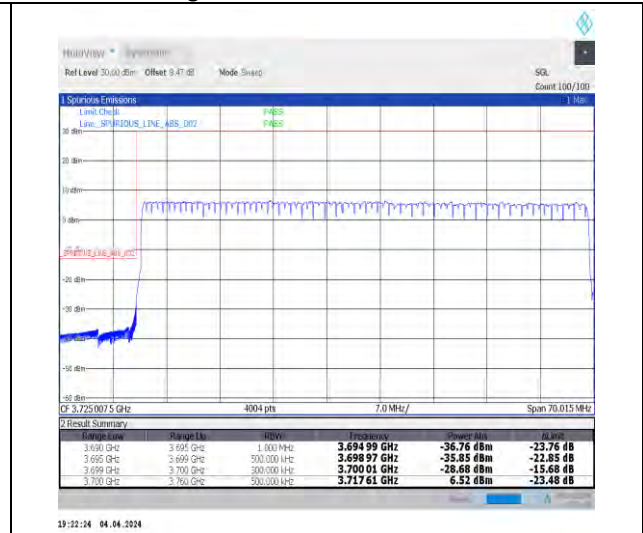 MultiView Spectrum
Ref Level 30.00 dBm Offset 9.47 dB Mode Sweep SGL
Count 100/100
1 Spurious Emissions 1 Max
Limit Check PASS
Line _SPURIOUS_LINE_ABS_002 PASS
30 dBm
20 dBm
10 dBm
0 dBm
_SPURIOUS_LINE_ABS_002
-20 dBm
-30 dBm
-50 dBm
-60 dBm
CF 3.725 007 5 GHz 4004 pts 7.0 MHz/ Span 70.015 MHz
2 Result Summary
Range Low Range Up RBW Frequency Power Abs ΔLimit
3.690 GHz 3.695 GHz 1.000 MHz 3.694 99 GHz -36.76 dBm -23.76 dB
3.695 GHz 3.699 GHz 500.000 kHz 3.698 97 GHz -35.85 dBm -22.85 dB
3.699 GHz 3.700 GHz 300.000 kHz 3.700 01 GHz -28.68 dBm -15.68 dB
3.700 GHz 3.760 GHz 500.000 kHz 3.717 61 GHz 6.52 dBm -23.48 dB
19:22:24 04.04.2024